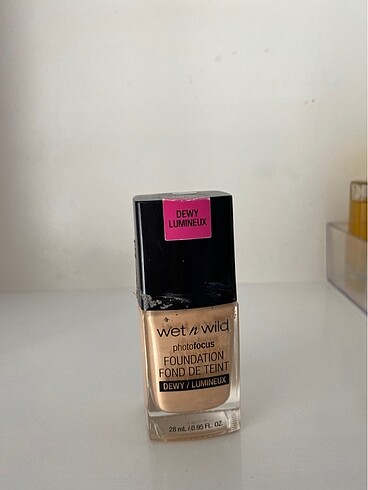 DEWY
LUMINEUX
wet n wild
photofocus
FOUNDATION
FOND DE TEINT
DEWY / LUMINEUX
28 mL / 0.95 FL. OZ.